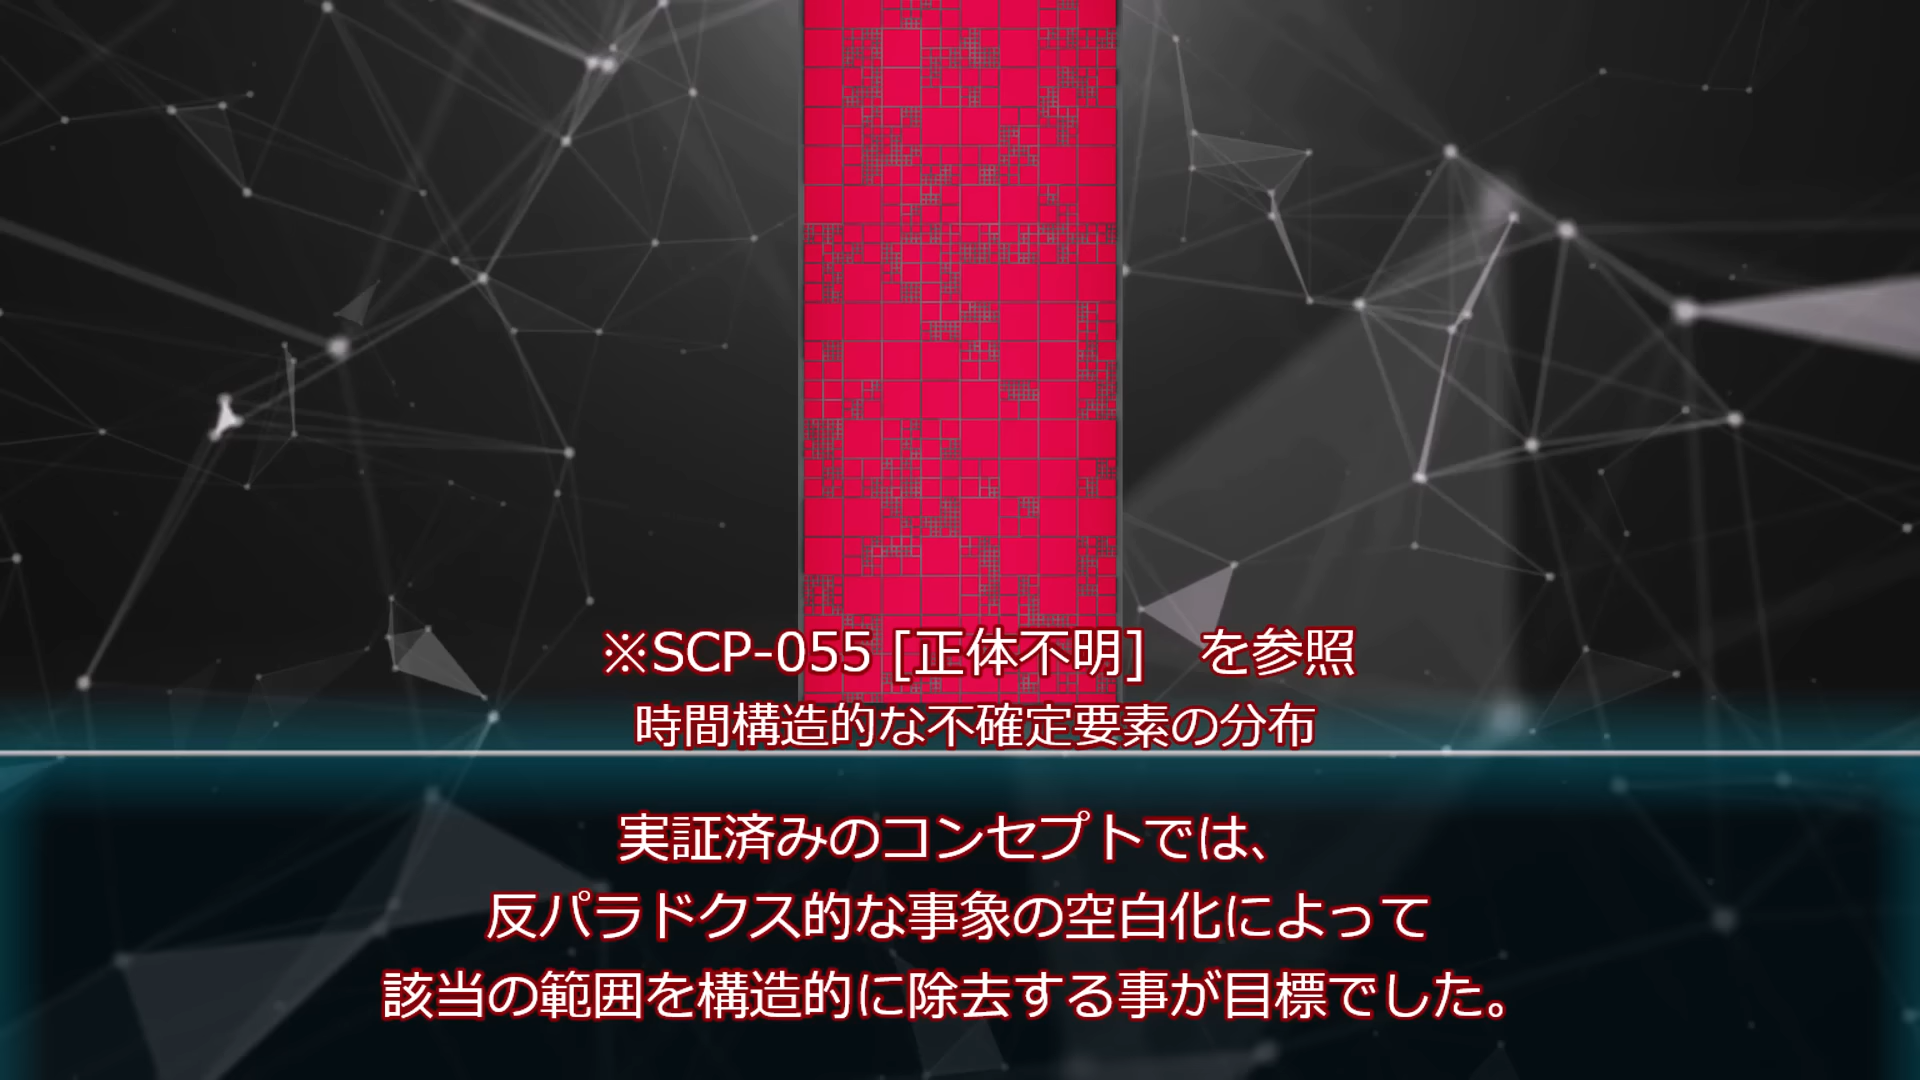 ※SCP-055 [正体不明]　を参照
時間構造的な不確定要素の分布
実証済みのコンセプトでは、
反パラドクス的な事象の空白化によって
該当の範囲を構造的に除去する事が目標でした。